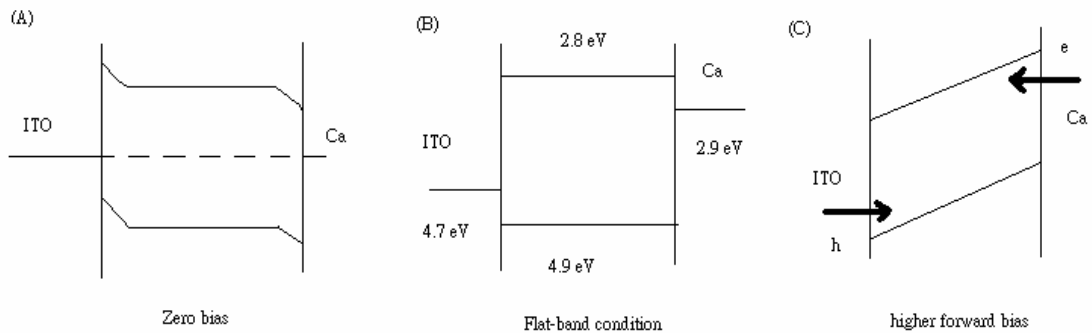 (A)
ITO
Ca
Zero bias
(B)
2.8 eV
Ca
ITO
2.9 eV
4.7 eV
4.9 eV
Flat-band condition
(C)
e
Ca
ITO
h
higher forward bias